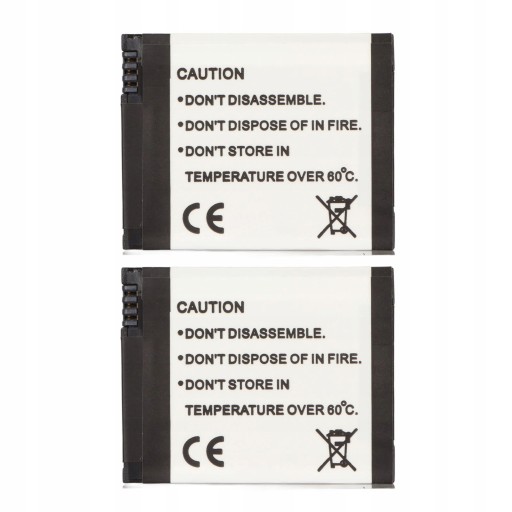 CAUTION
•DON'T DISASSEMBLE.
•DON'T DISPOSE OF IN FIRE.
•DON'T STORE IN
TEMPERATURE OVER 60°C.
CE
CAUTION
•DON'T DISASSEMBLE.
•DON'T DISPOSE OF IN FIRE.
•DON'T STORE IN
TEMPERATURE OVER 60°C.
CE